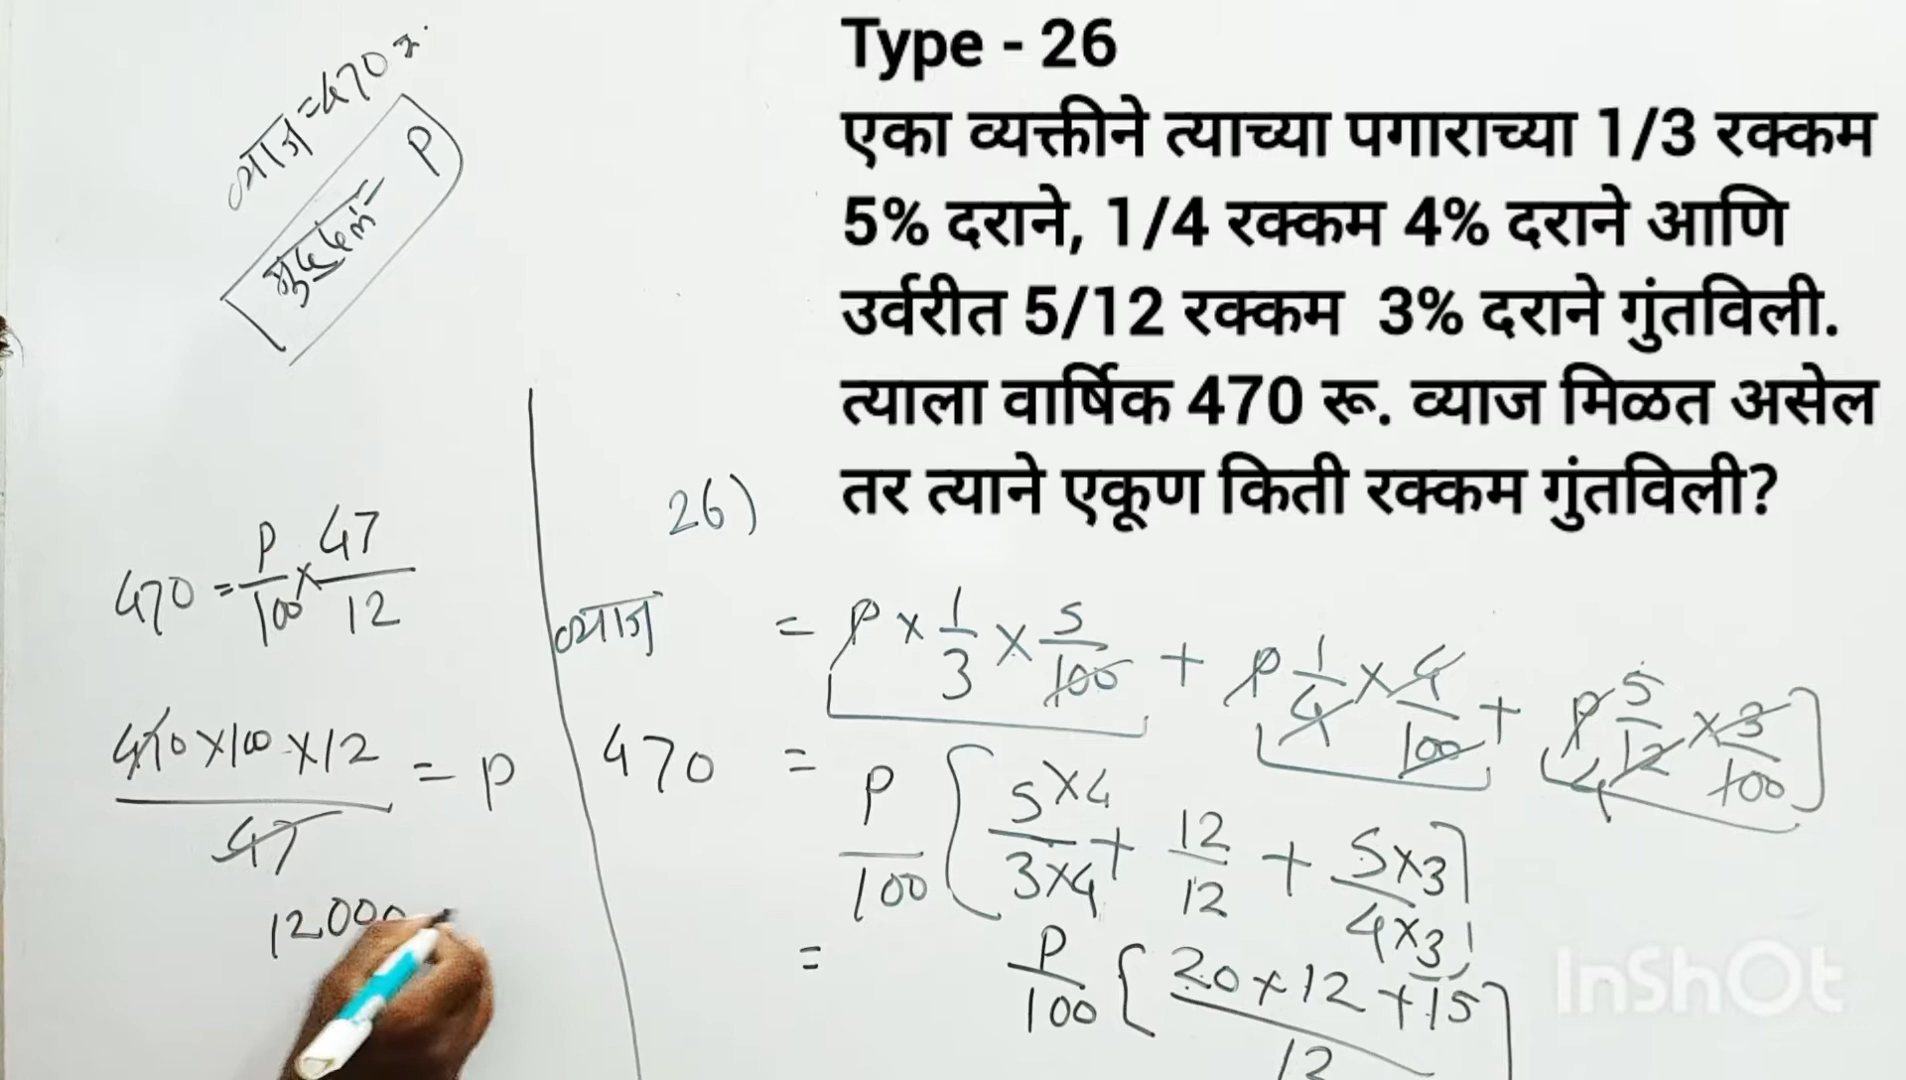 Type - 26
एका व्यक्तीने त्याच्या पगाराच्या 1/3 रक्कम
5% दराने, 1/4 रक्कम 4% दराने आणि
उर्वरीत 5/12 रक्कम 3% दराने गुंतविली.
त्याला वार्षिक 470 रू. व्याज मिळत असेल
तर त्याने एकूण किती रक्कम गुंतविली?
व्याज = 470 रु.
मुद्दल = P
470 = P/100 × 47/12
470 × 100 × 12 / 47 = P
12000
26)
व्याज = P × 1/3 × 5/100 + P 1/4 × 4/100 + P 5/12 × 3/100
4
470 = P/100 [ 5×4/3×4 + 12/12 + 5×3/4×3 ]
= P/100 { 20 + 12 + 15 / 12 ]
InShOt